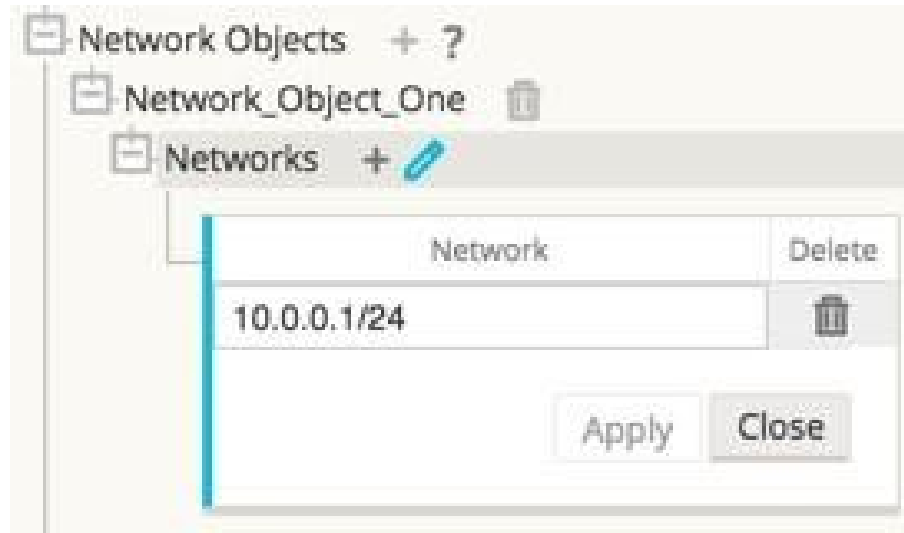 Network Objects + ?
Network_Object_One
Networks +
Network Delete
10.0.0.1/24
Apply Close